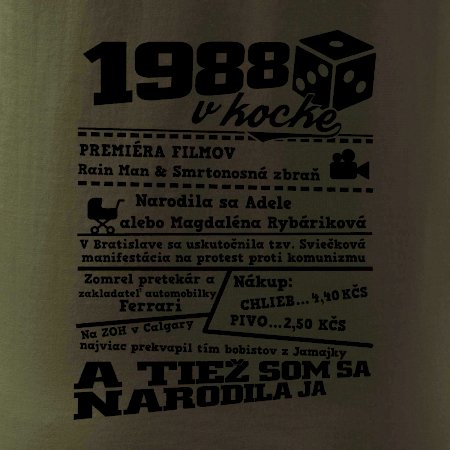 1988
v kocke
PREMIÉRA FILMOV
Rain Man & Smrtonosná zbraň
Narodila sa Adele
alebo Magdaléna Rybáriková
V Bratislave sa uskutočnila tzv. Sviečková
manifestácia na protest proti komunizmu
Zomrel pretekár a
zakladateľ automobilky
Ferrari
Nákup:
CHLIEB...4,40 KČS
PIVO...2,50 KČS
Na ZOH v Calgary
najviac prekvapil tím bobistov z Jamajky
A TIEŽ SOM SA
NARODILA JA